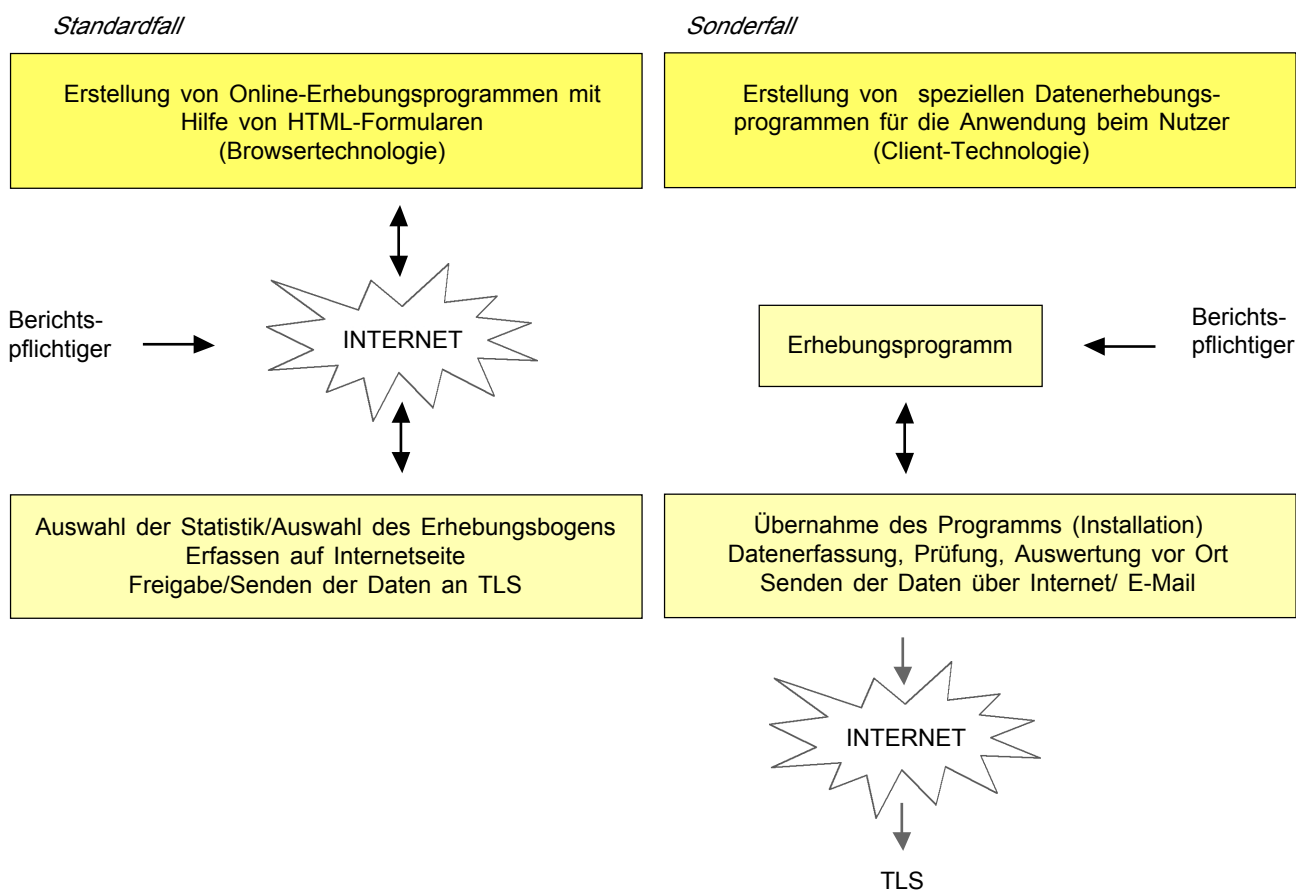 Standardfall
Erstellung von Online-Erhebungsprogrammen mit
Hilfe von HTML-Formularen
(Browsertechnologie)
Berichts-
pflichtiger
INTERNET
Auswahl der Statistik/Auswahl des Erhebungsbogens
Erfassen auf Internetseite
Freigabe/Senden der Daten an TLS
Sonderfall
Erstellung von speziellen Datenerhebungs-
programmen für die Anwendung beim Nutzer
(Client-Technologie)
Erhebungsprogramm
Berichts-
pflichtiger
Übernahme des Programms (Installation)
Datenerfassung, Prüfung, Auswertung vor Ort
Senden der Daten über Internet/ E-Mail
INTERNET
TLS